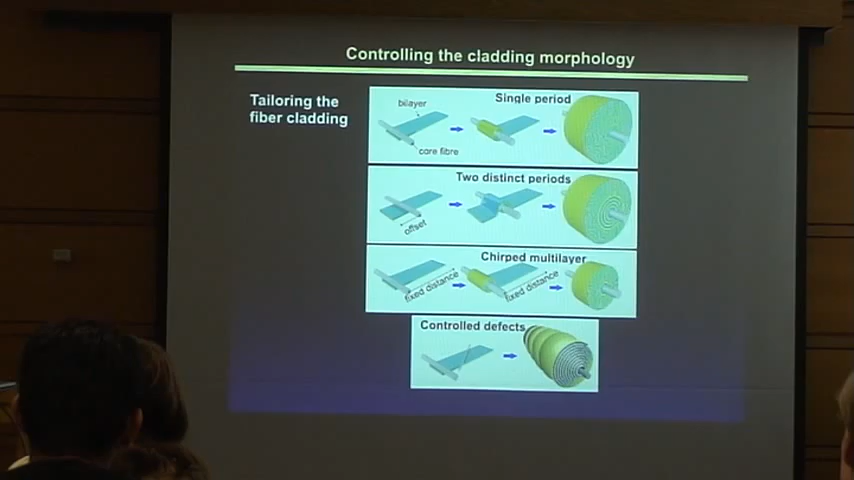 Controlling the cladding morphology
Tailoring the
fiber cladding
bilayer
Single period
core fibre
Two distinct periods
offset
Chirped multilayer
fixed distance
fixed distance
Controlled defects